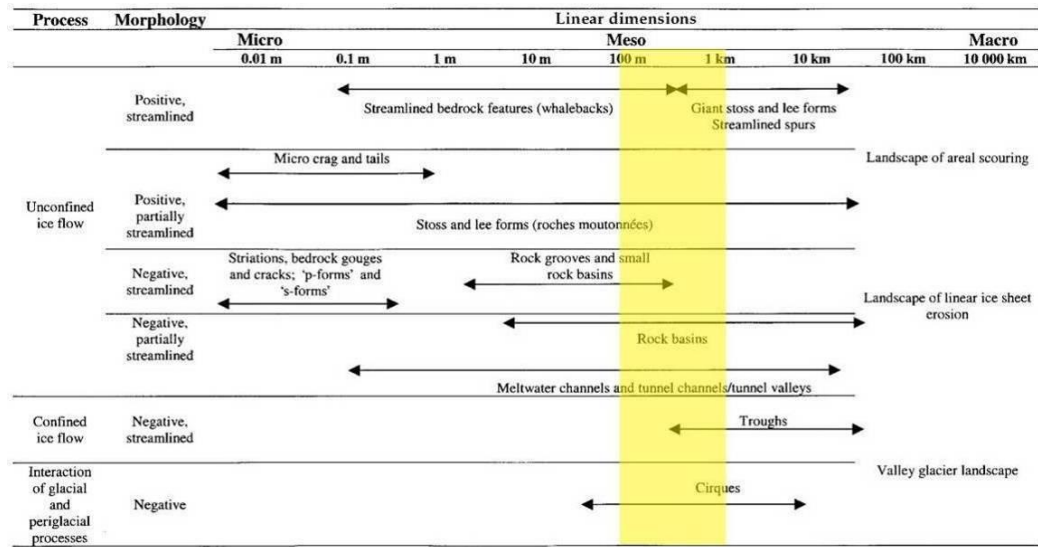 Process Morphology Linear dimensions
Micro Meso Macro
0.01 m 0.1 m 1 m 10 m 100 m 1 km 10 km 100 km 10 000 km
Positive,
streamlined
Streamlined bedrock features (whalebacks)
Giant stoss and lee forms
Streamlined spurs
Micro crag and tails
Landscape of areal scouring
Unconfined
ice flow
Positive,
partially
streamlined
Stoss and lee forms (roches moutonnées)
Negative,
streamlined
Striations, bedrock gouges
and cracks; ‘p-forms’ and
‘s-forms’
Rock grooves and small
rock basins
Landscape of linear ice sheet
erosion
Negative,
partially
streamlined
Rock basins
Meltwater channels and tunnel channels/tunnel valleys
Confined
ice flow
Negative,
streamlined
Troughs
Valley glacier landscape
Interaction
of glacial
and
periglacial
processes
Negative
Cirques